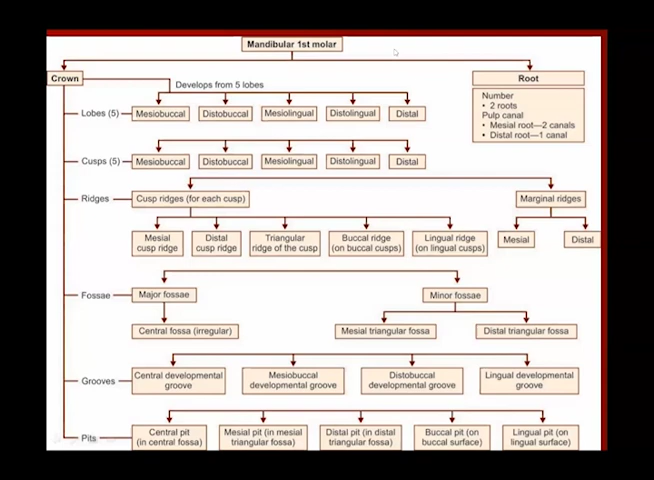 Mandibular 1st molar
Crown
Root
Develops from 5 lobes
Number
• 2 roots
Pulp canal
• Mesial root—2 canals
• Distal root—1 canal
Lobes (5)
Mesiobuccal
Distobuccal
Mesiolingual
Distolingual
Distal
Cusps (5)
Mesiobuccal
Distobuccal
Mesiolingual
Distolingual
Distal
Ridges
Cusp ridges (for each cusp)
Marginal ridges
Mesial
cusp ridge
Distal
cusp ridge
Triangular
ridge of the cusp
Buccal ridge
(on buccal cusps)
Lingual ridge
(on lingual cusps)
Mesial
Distal
Fossae
Major fossae
Minor fossae
Central fossa (irregular)
Mesial triangular fossa
Distal triangular fossa
Grooves
Central developmental
groove
Mesiobuccal
developmental groove
Distobuccal
developmental groove
Lingual developmental
groove
Pits
Central pit
(in central fossa)
Mesial pit (in mesial
triangular fossa)
Distal pit (in distal
triangular fossa)
Buccal pit (on
buccal surface)
Lingual pit (on
lingual surface)